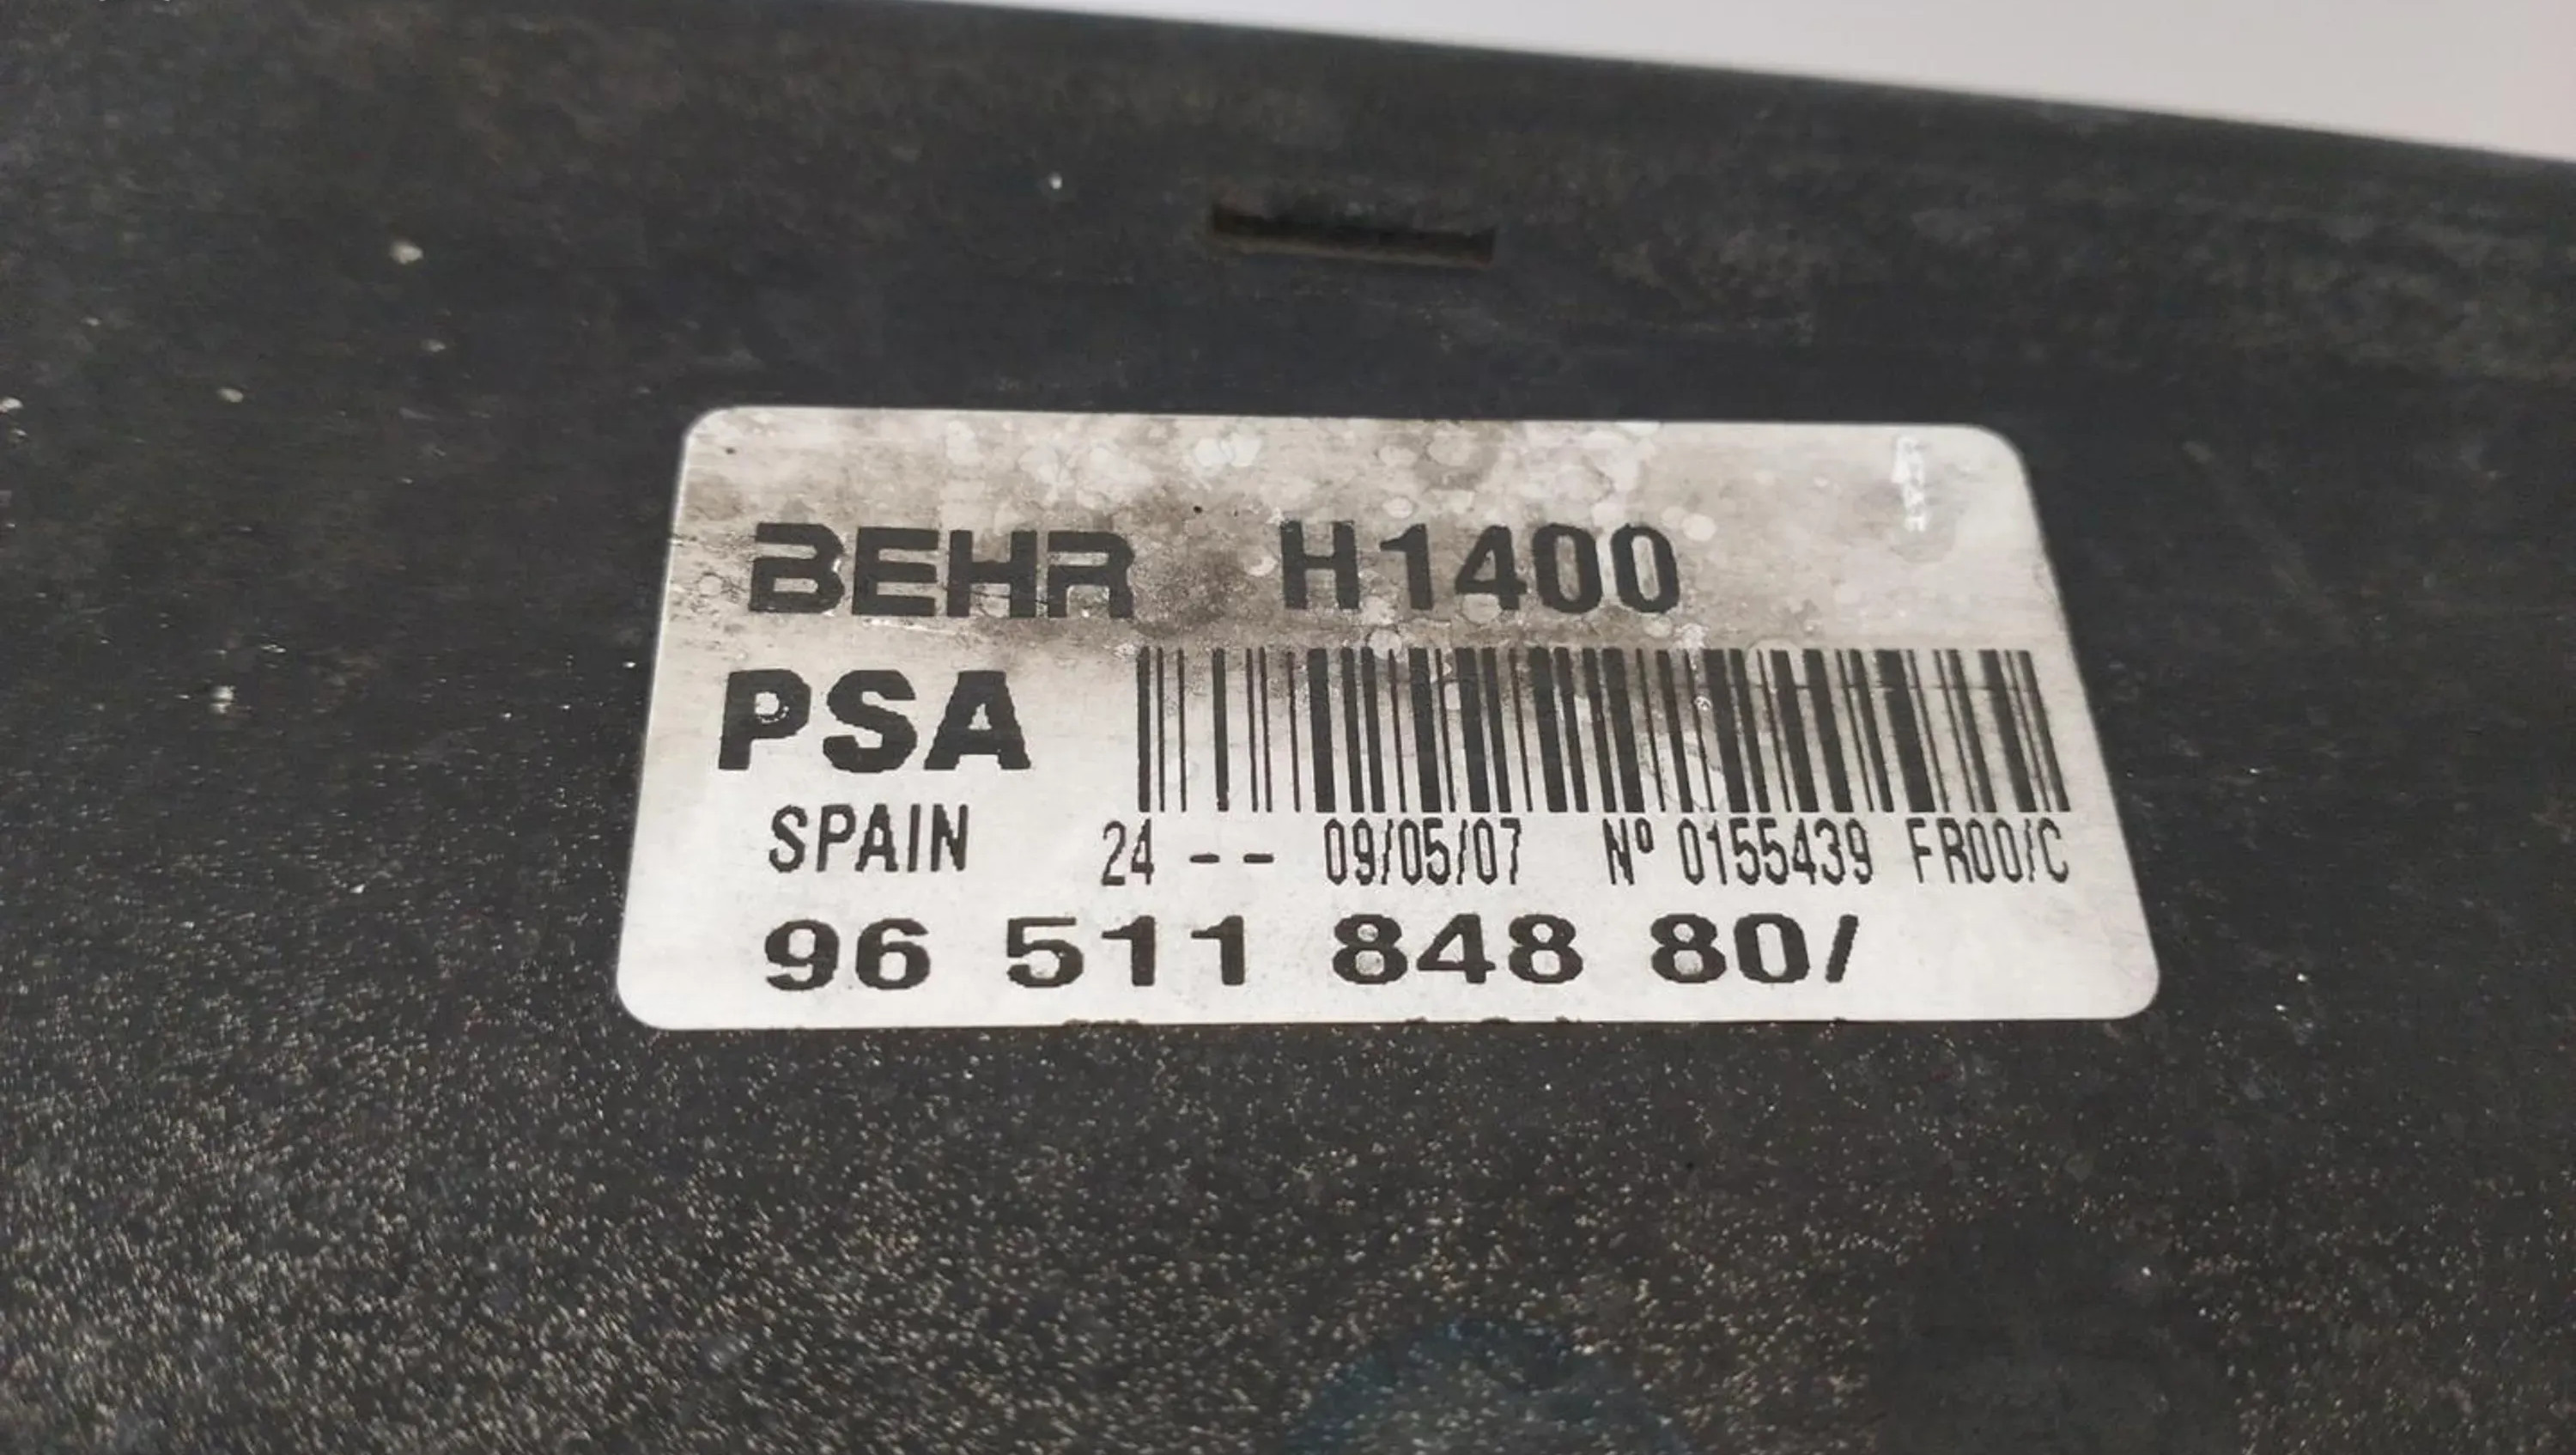 BEHR H1400
PSA
SPAIN 24 -- 09/05/07 Nº 0155439 FR00/C
96 511 848 80/